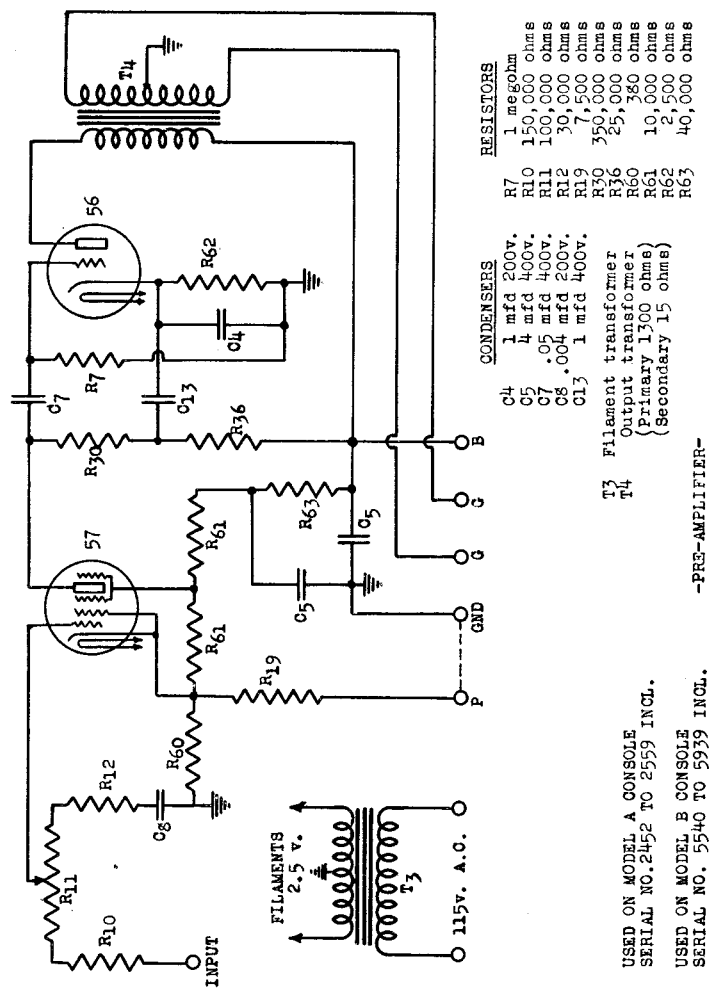 T4
56
R62
C4
R7
C7
C13
R30
R36
57
R61
R63
C5
C5
R61
R19
R60
R12
C8
R11
R10
INPUT
P
GND
G
G
B
FILAMENTS
2.5 v.
T3
115v. A.C.
CONDENSERS
C4 1 mfd 200v.
C5 4 mfd 400v.
C7 .05 mfd 400v.
C8 .004 mfd 200v.
C13 1 mfd 400v.
T3 Filament transformer
T4 Output transformer
(Primary 1300 ohms)
(Secondary 15 ohms)
RESISTORS
R7 1 megohm
R10 150,000 ohms
R11 100,000 ohms
R12 30,000 ohms
R19 7,500 ohms
R30 350,000 ohms
R36 25,000 ohms
R60 380 ohms
R61 10,000 ohms
R62 2,500 ohms
R63 40,000 ohms
-PRE-AMPLIFIER-
USED ON MODEL A CONSOLE
SERIAL NO.2452 TO 2559 INCL.
USED ON MODEL B CONSOLE
SERIAL NO. 5540 TO 5939 INCL.